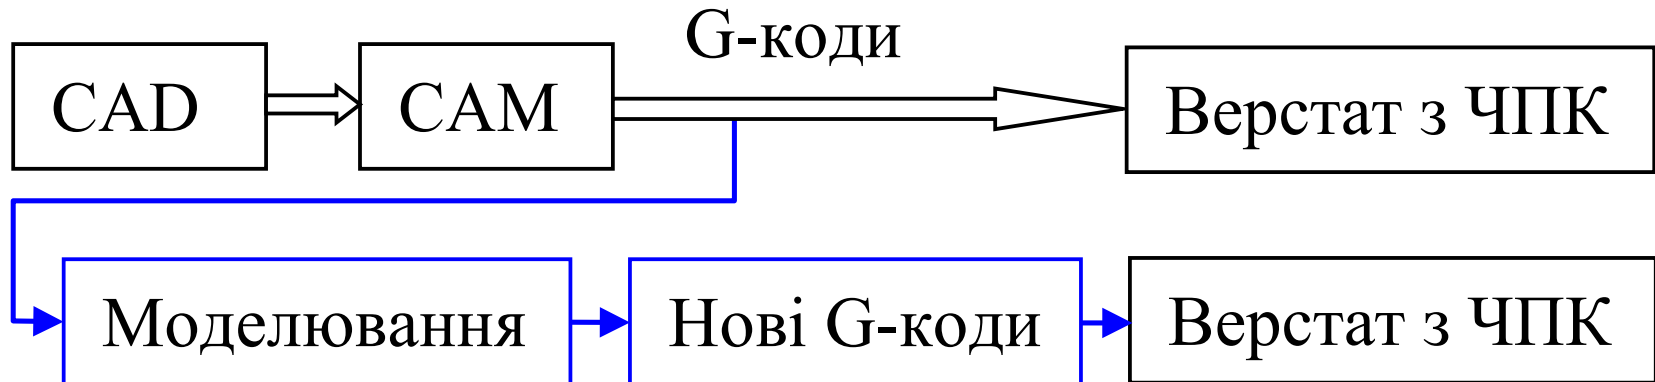 G-коди
CAD
CAM
Верстат з ЧПК
Моделювання
Нові G-коди
Верстат з ЧПК